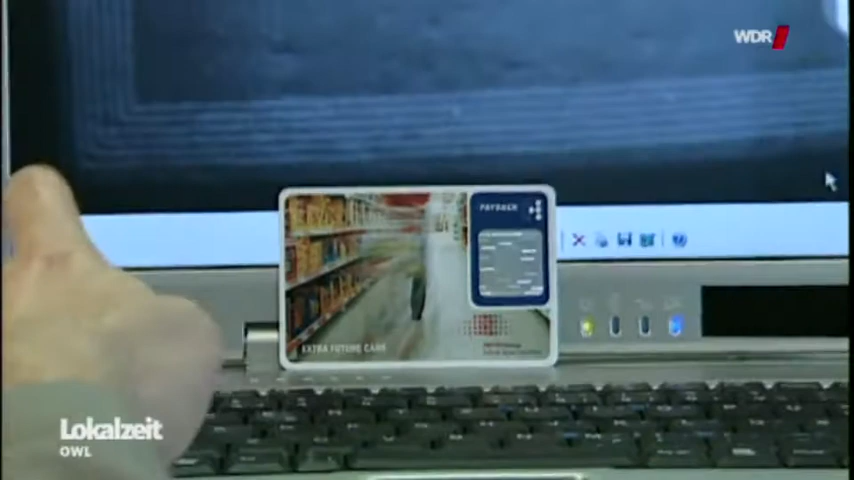 WDR
PAYBACK
EXTRA FUTURE CARD
Lokalzeit
OWL